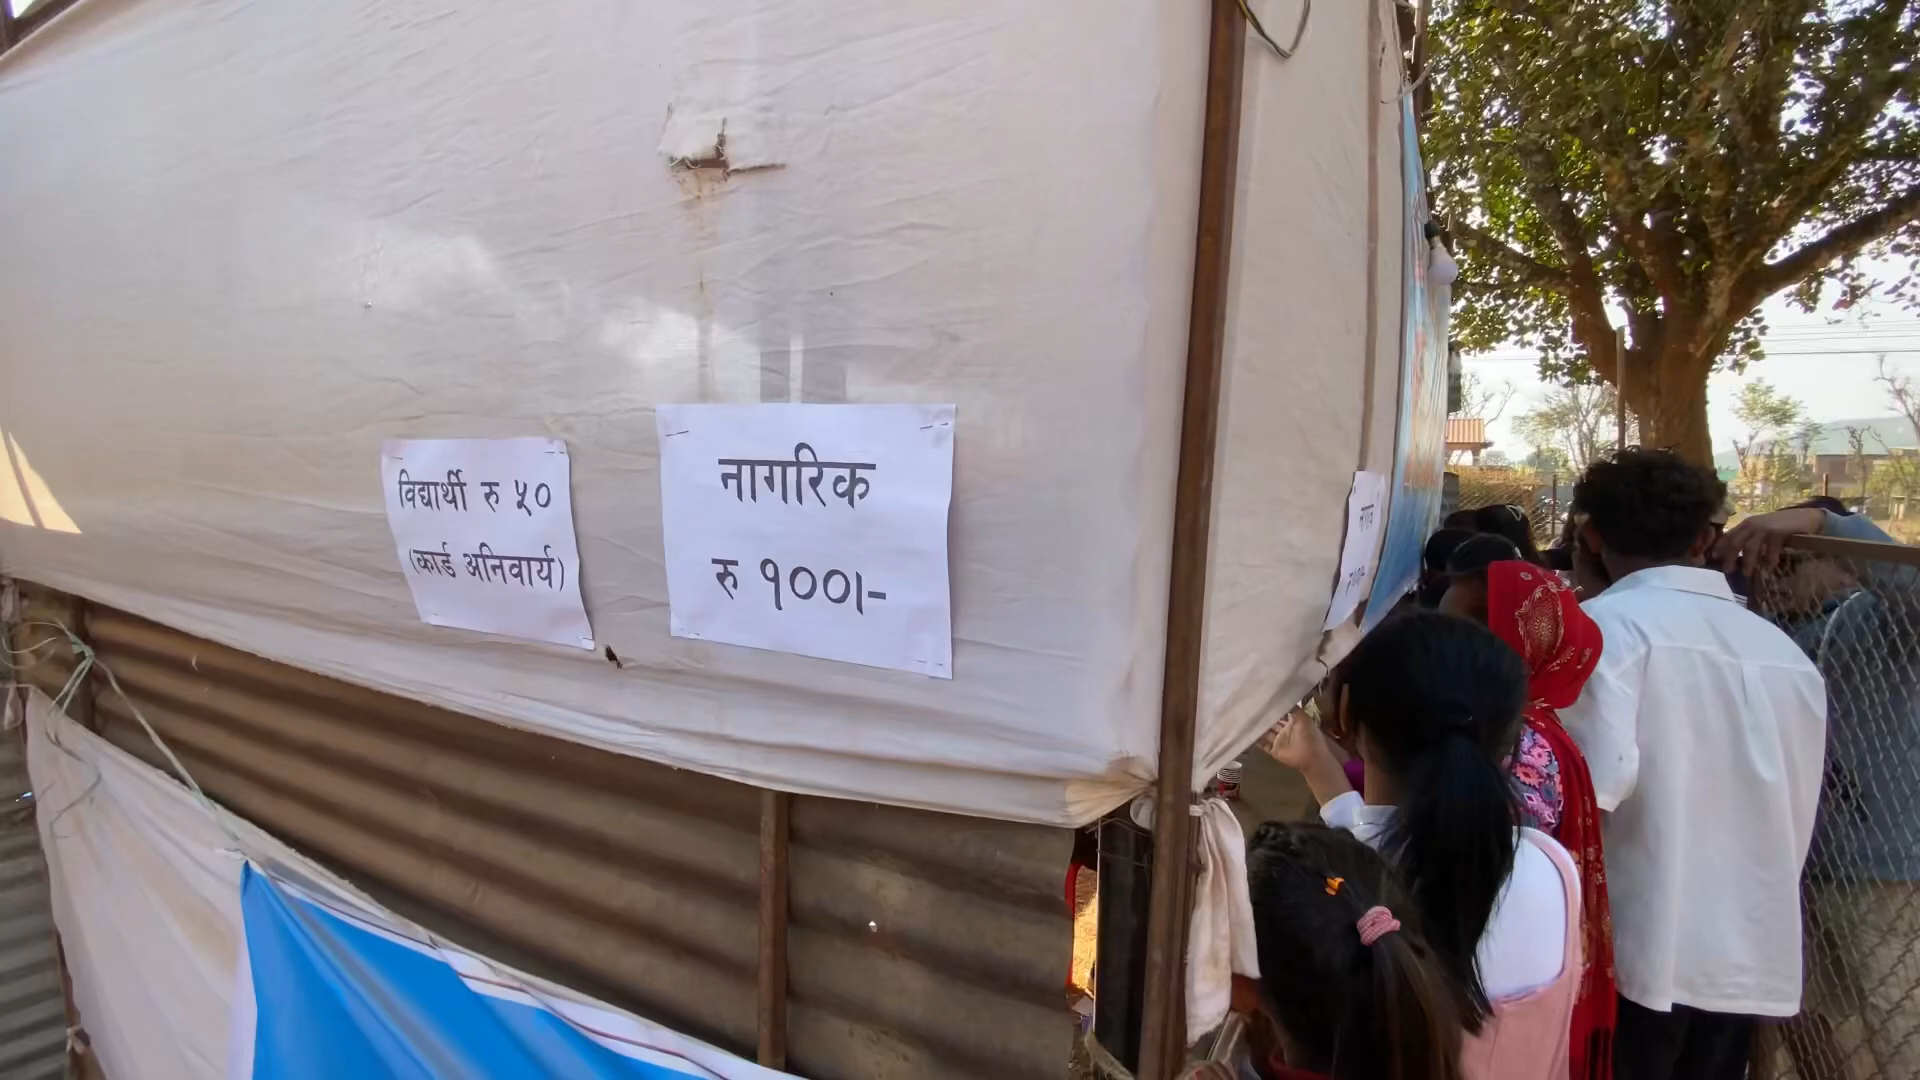 विद्यार्थी रु ५०
(कार्ड अनिवार्य)
नागरिक
रु १००।-